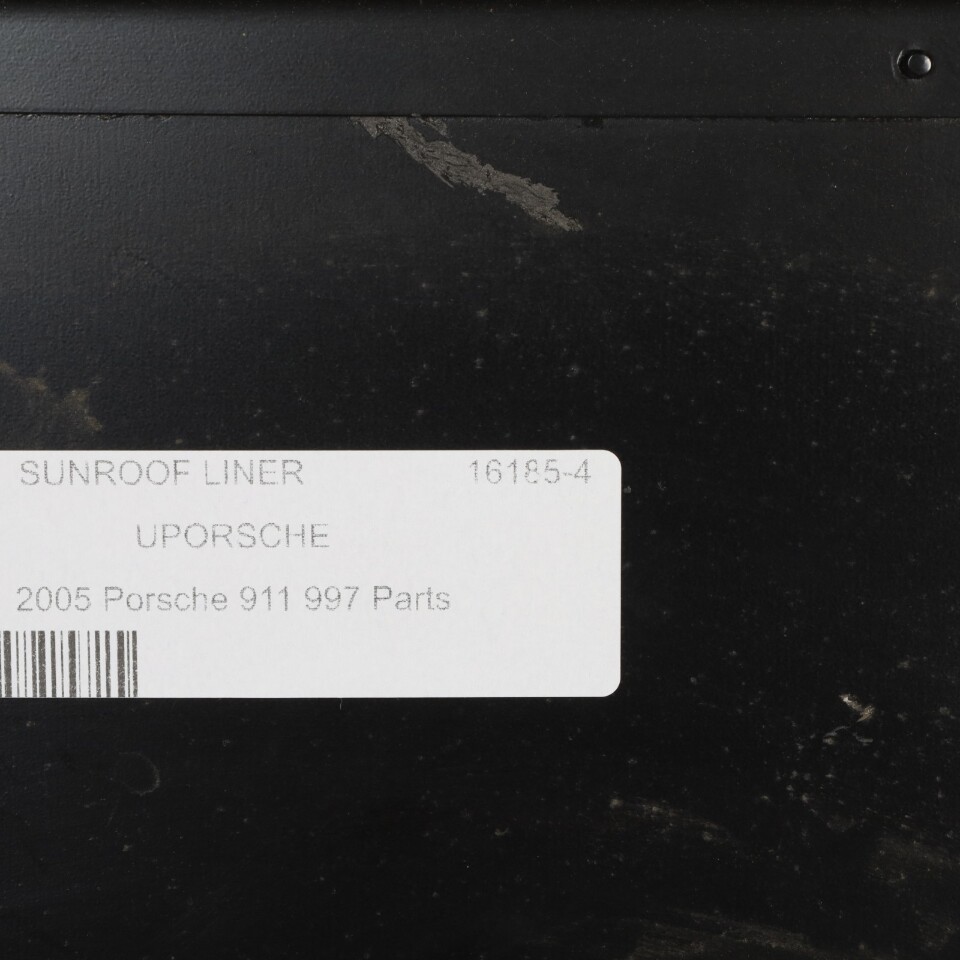 SUNROOF LINER 16185-4
UPORSCHE
2005 Porsche 911 997 Parts